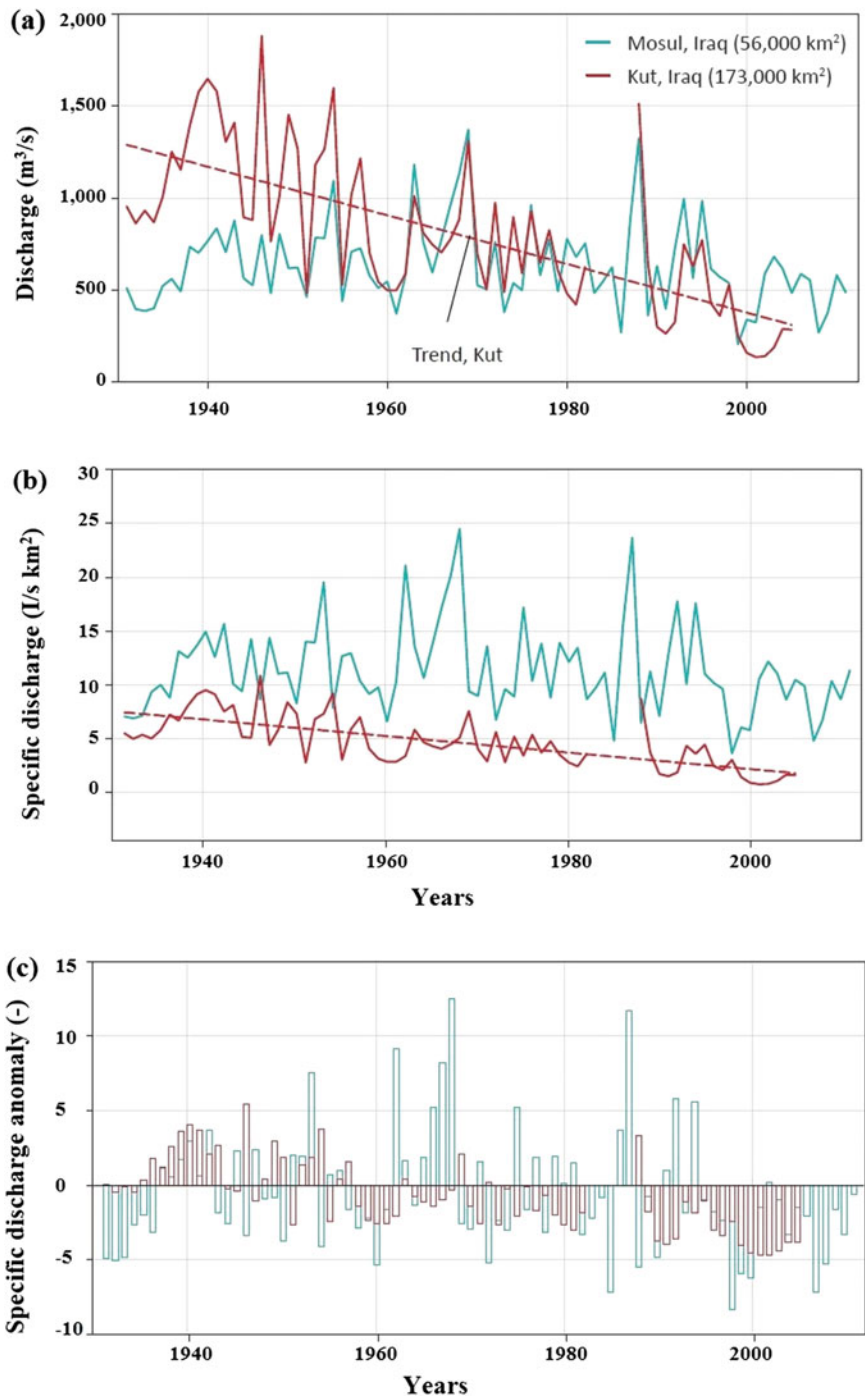 (a)
2,000
1,500
1,000
500
0
Discharge (m³/s)
Mosul, Iraq (56,000 km²)
Kut, Iraq (173,000 km²)
Trend, Kut
1940
1960
1980
2000
(b)
30
25
20
15
10
5
0
Specific discharge (I/s km²)
1940
1960
1980
2000
Years
(c)
15
10
5
0
-5
-10
Specific discharge anomaly (-)
1940
1960
1980
2000
Years